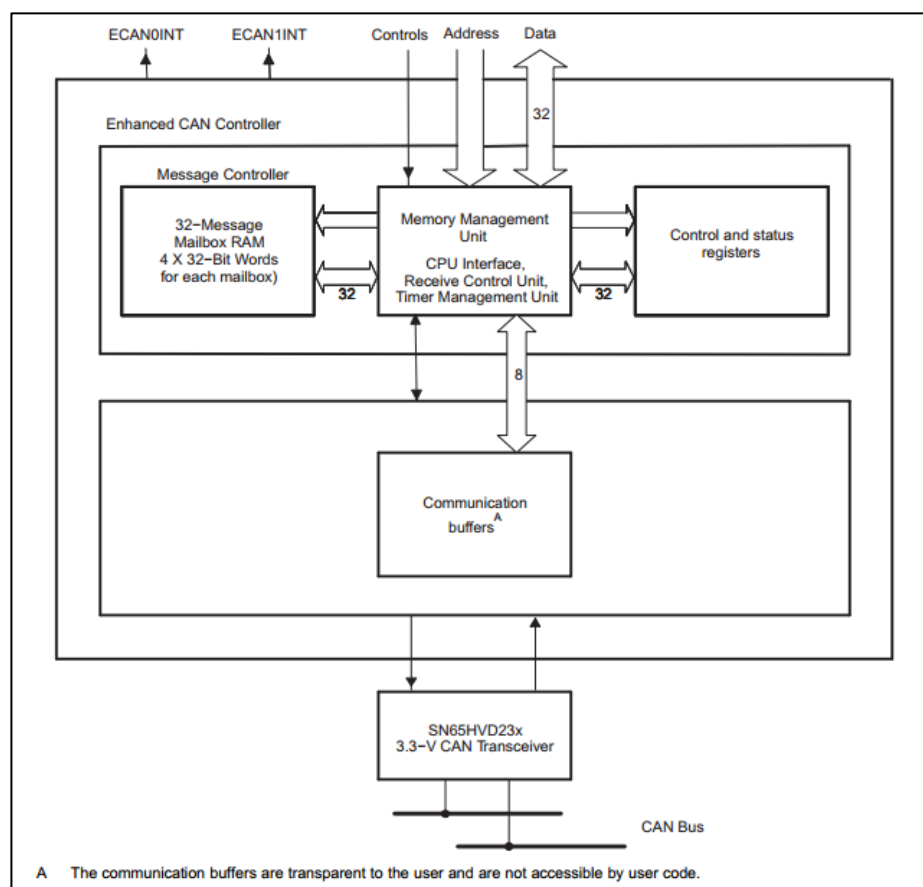 ECAN0INT
ECAN1INT
Controls
Address
Data
32
Enhanced CAN Controller
Message Controller
32−Message
Mailbox RAM
4 X 32−Bit Words
for each mailbox)
32
Memory Management
Unit
CPU Interface,
Receive Control Unit,
Timer Management Unit
32
Control and status
registers
8
Communication
buffers A
SN65HVD23x
3.3−V CAN Transceiver
CAN Bus
A The communication buffers are transparent to the user and are not accessible by user code.